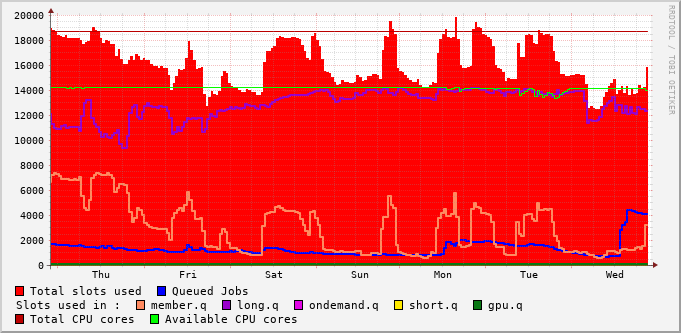 20000
18000
16000
14000
12000
10000
8000
6000
4000
2000
0
Thu Fri Sat Sun Mon Tue Wed
Total slots used Queued Jobs
Slots used in : member.q long.q ondemand.q short.q gpu.q
Total CPU cores Available CPU cores
RRDTOOL / TOBI OETIKER